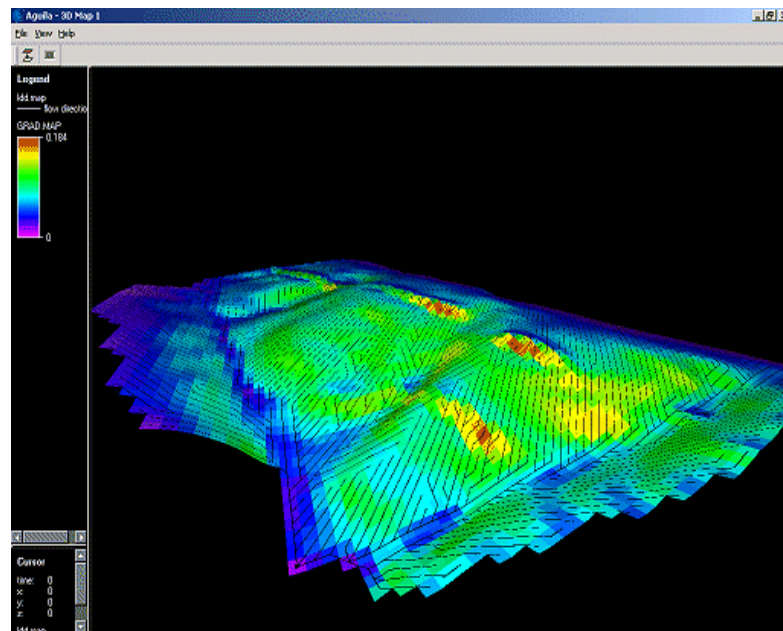 Aguila - 3D Map 1
File View Help
Legend
ldd.map
flow directio
GRAD.MAP
0.184
0
Cursor
time: 0
x: 0
y: 0
z: 0
ldd.map